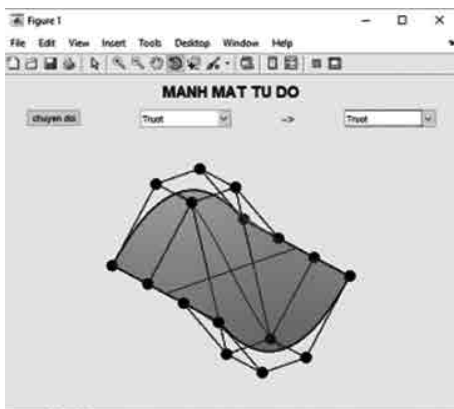 Figure 1
File Edit View Insert Tools Desktop Window Help
MANH MAT TU DO
chuyen doi Truot --> Truot